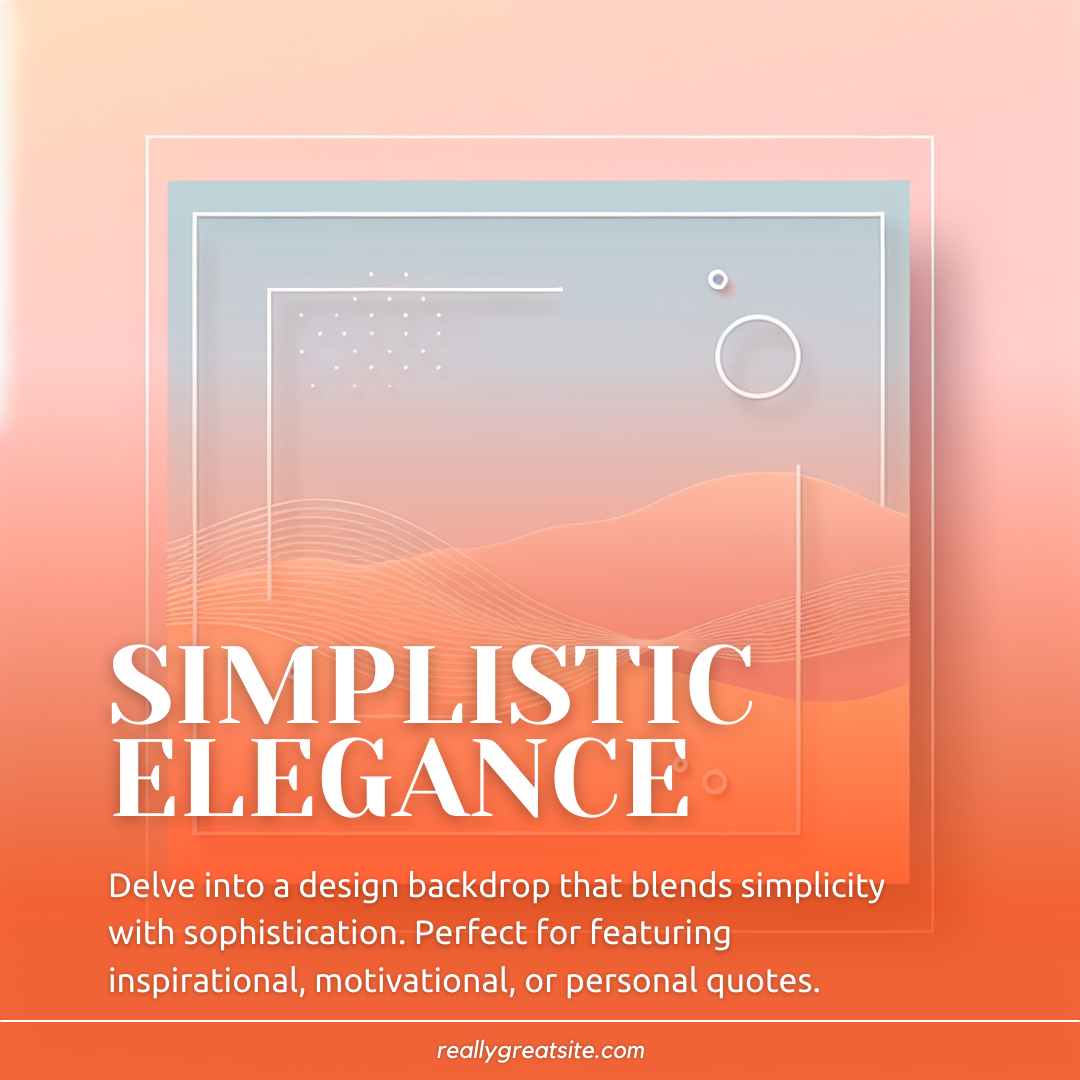 SIMPLISTIC
ELEGANCE
Delve into a design backdrop that blends simplicity
with sophistication. Perfect for featuring
inspirational, motivational, or personal quotes.
reallygreatsite.com